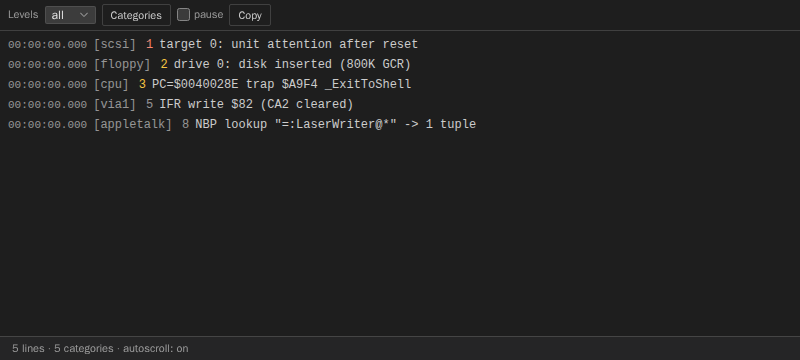 Levels all Categories pause Copy
00:00:00.000 [scsi] 1 target 0: unit attention after reset
00:00:00.000 [floppy] 2 drive 0: disk inserted (800K GCR)
00:00:00.000 [cpu] 3 PC=$0040028E trap $A9F4 _ExitToShell
00:00:00.000 [via1] 5 IFR write $82 (CA2 cleared)
00:00:00.000 [appletalk] 8 NBP lookup "=:LaserWriter@*" -> 1 tuple
5 lines · 5 categories · autoscroll: on